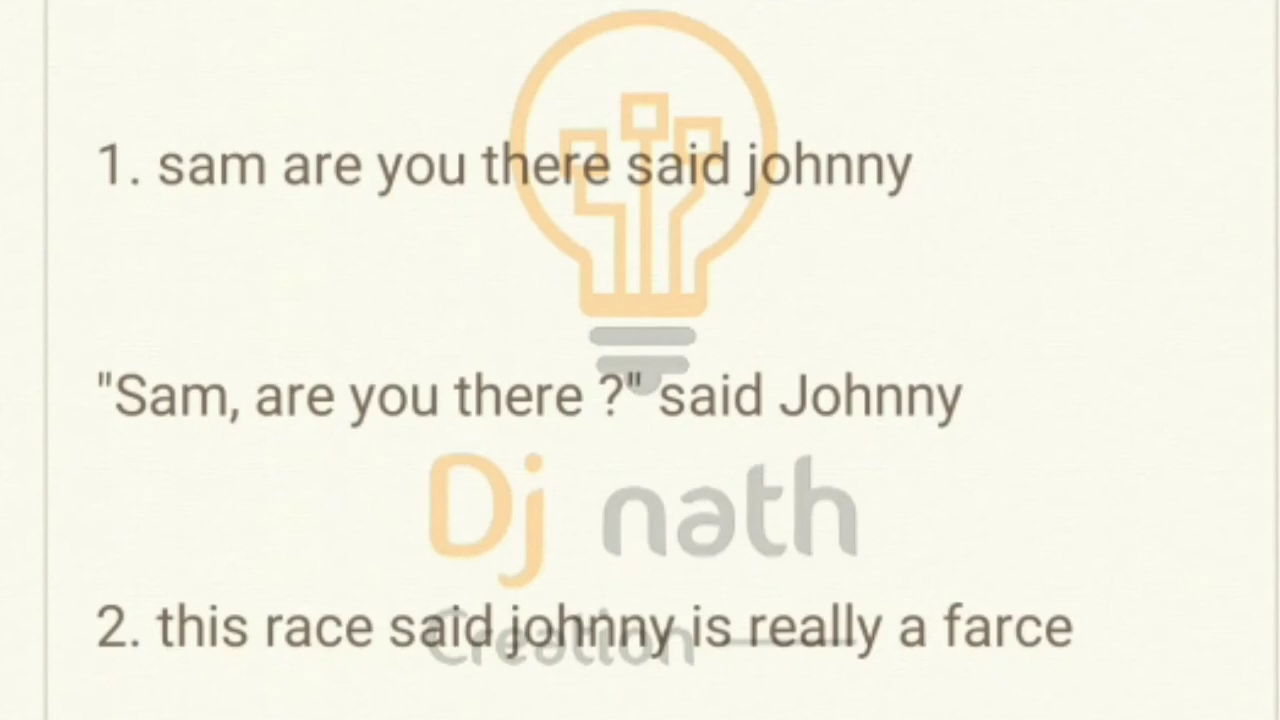 1. sam are you there said johnny
"Sam, are you there ?" said Johnny
Dj nath
2. this race said johnny is really a farce
Creation